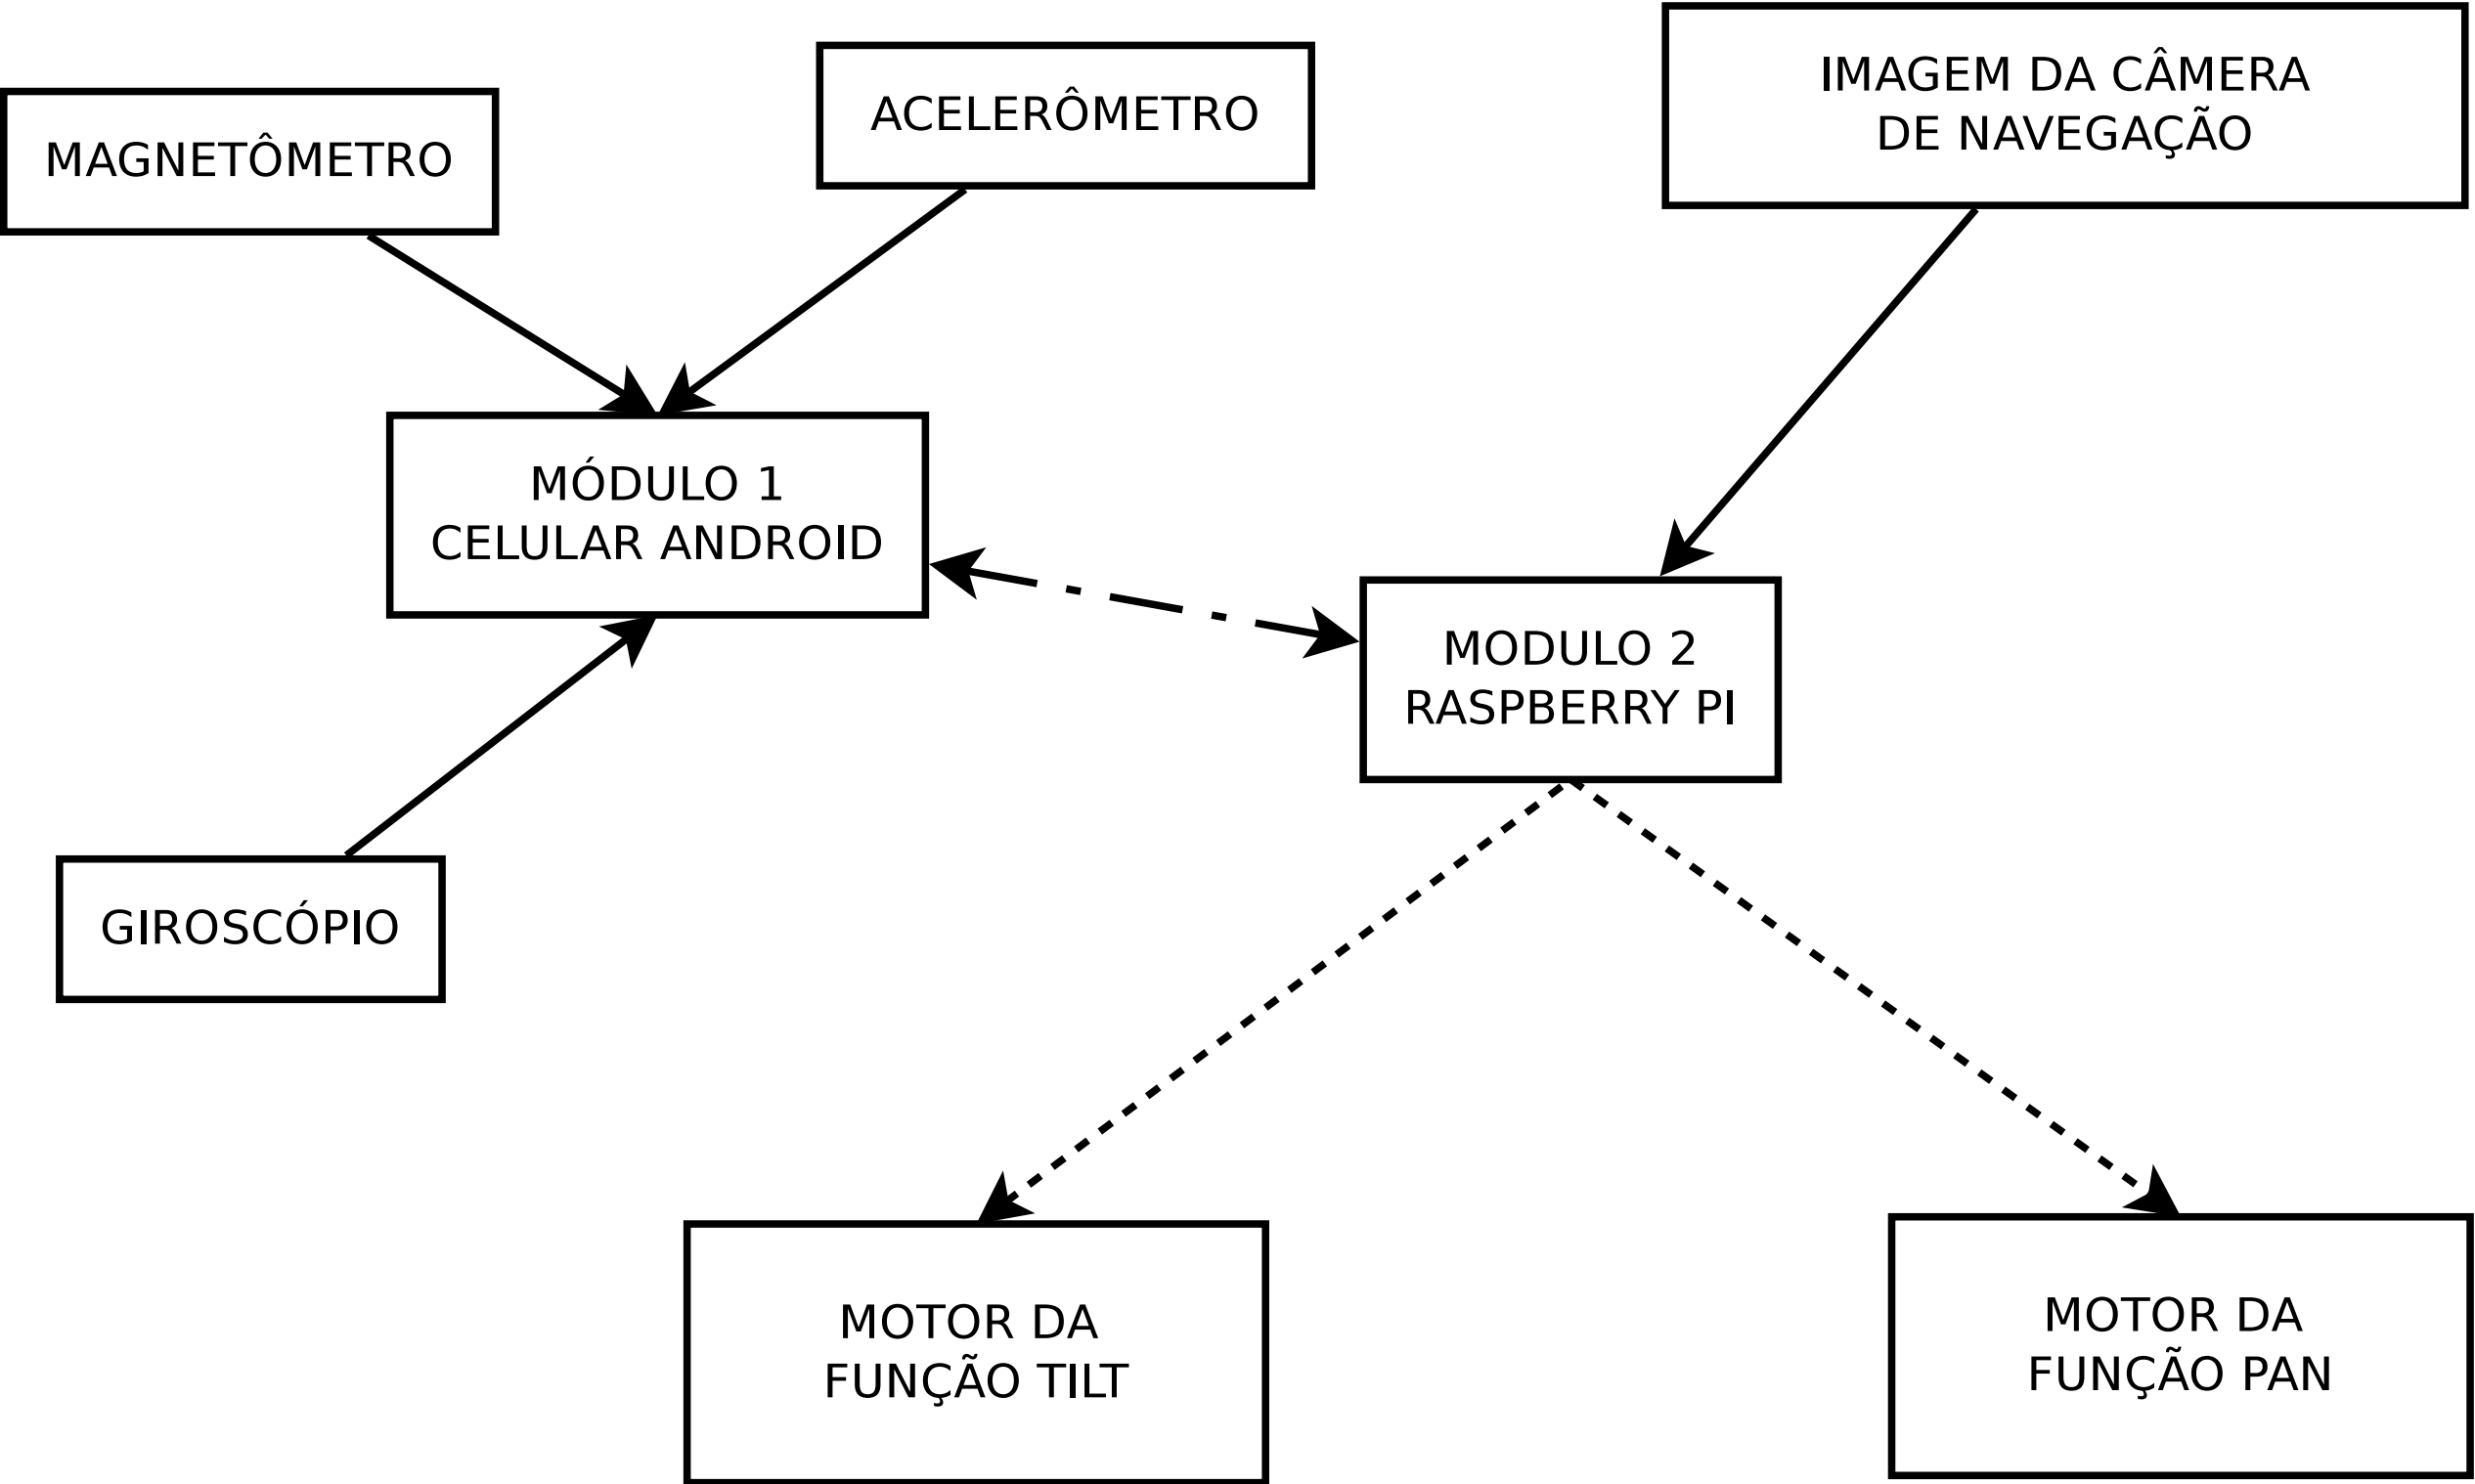 MAGNETÔMETRO
ACELERÔMETRO
IMAGEM DA CÂMERA
DE NAVEGAÇÃO
MÓDULO 1
CELULAR ANDROID
MODULO 2
RASPBERRY PI
GIROSCÓPIO
MOTOR DA
FUNÇÃO TILT
MOTOR DA
FUNÇÃO PAN